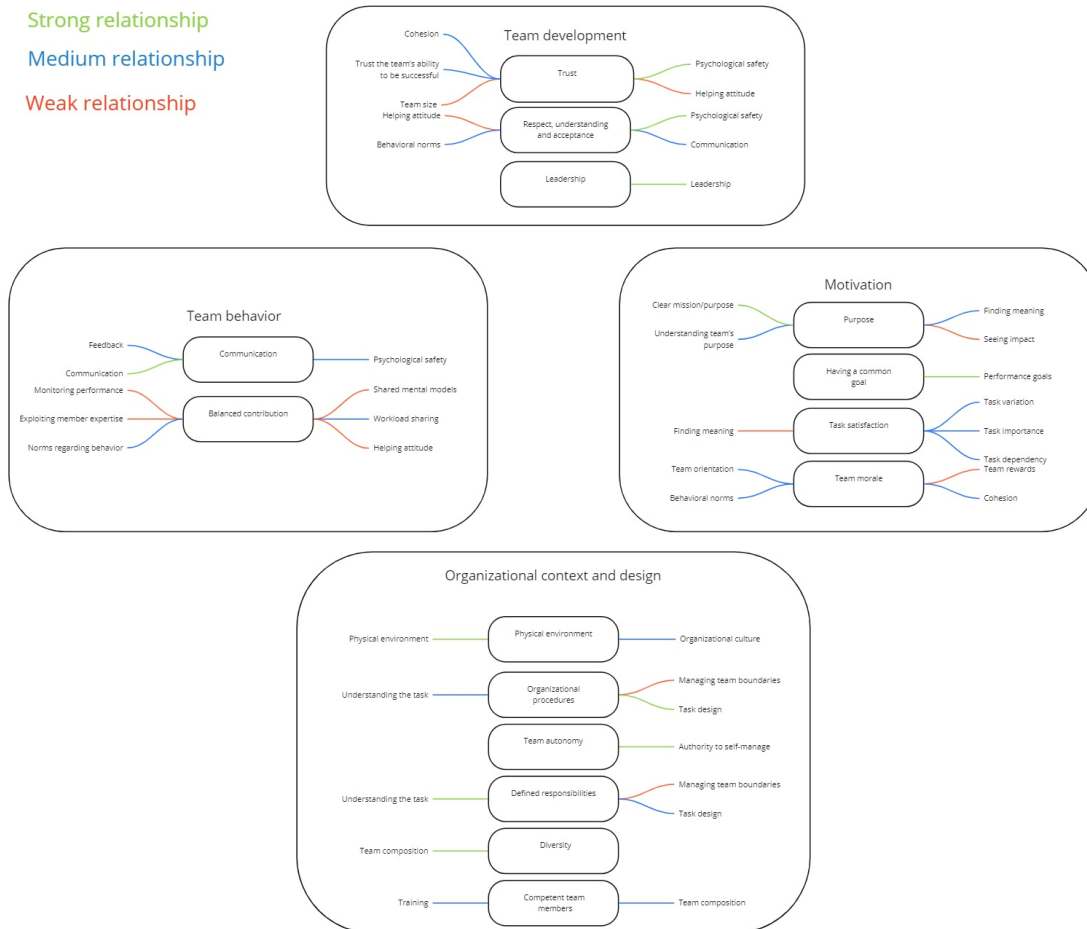 Strong relationship
Medium relationship
Weak relationship
Team development
Cohesion
Trust the team's ability
to be successful
Team size
Trust
Psychological safety
Helping attitude
Helping attitude
Behavioral norms
Respect, understanding
and acceptance
Psychological safety
Communication
Leadership
Leadership
Team behavior
Feedback
Communication
Communication
Psychological safety
Monitoring performance
Exploiting member expertise
Norms regarding behavior
Balanced contribution
Shared mental models
Workload sharing
Helping attitude
Motivation
Clear mission/purpose
Understanding team's
purpose
Purpose
Finding meaning
Seeing impact
Having a common
goal
Performance goals
Finding meaning
Task satisfaction
Task variation
Task importance
Task dependency
Team orientation
Behavioral norms
Team morale
Team rewards
Cohesion
Organizational context and design
Physical environment
Physical environment
Organizational culture
Understanding the task
Organizational
procedures
Managing team boundaries
Task design
Team autonomy
Authority to self-manage
Understanding the task
Defined responsibilities
Managing team boundaries
Task design
Team composition
Diversity
Training
Competent team
members
Team composition